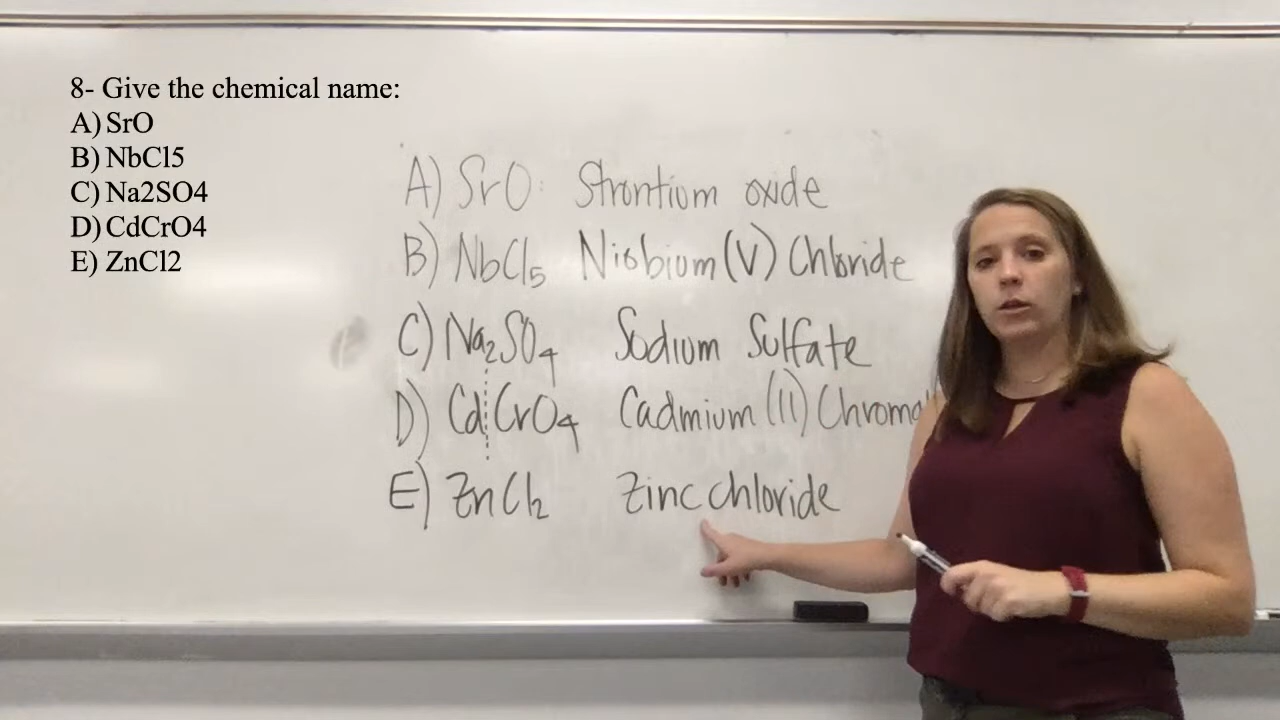 8- Give the chemical name:
A) SrO
B) NbCl5
C) Na2SO4
D) CdCrO4
E) ZnCl2
A) SrO Strontium oxide
B) NbCl5 Niobium (V) Chloride
C) Na2SO4 Sodium Sulfate
D) CdCrO4 Cadmium (II) Chroma
E) ZnCl2 Zinc chloride